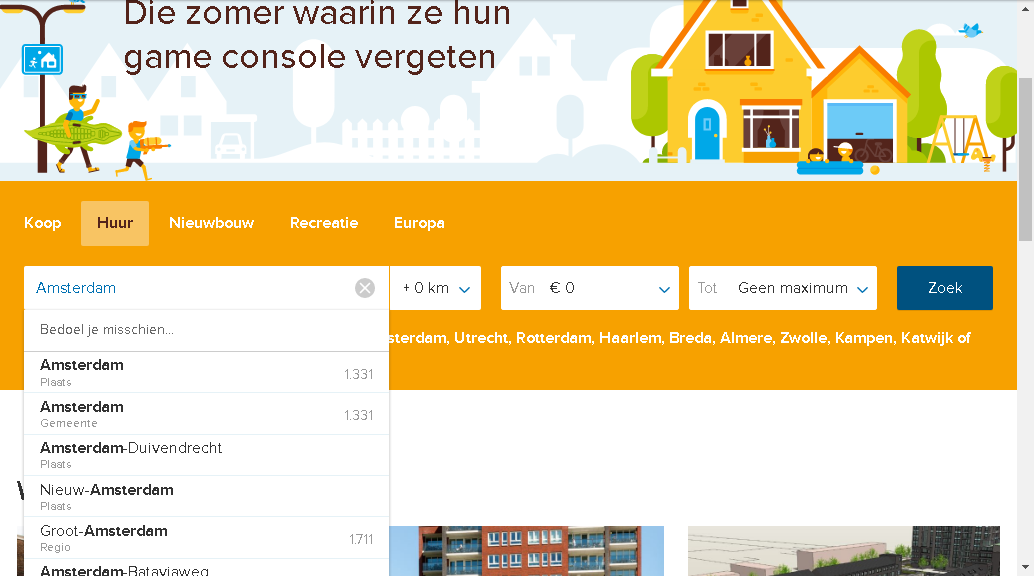 Die zomer waarin ze hun
game console vergeten
Koop Huur Nieuwbouw Recreatie Europa
Amsterdam + 0 km Van € 0 Tot Geen maximum Zoek
Bedoel je misschien...
sterdam, Utrecht, Rotterdam, Haarlem, Breda, Almere, Zwolle, Kampen, Katwijk of
Amsterdam
Plaats 1.331
Amsterdam
Gemeente 1.331
Amsterdam-Duivendrecht
Plaats
Nieuw-Amsterdam
Plaats
Groot-Amsterdam
Regio 1.711
Amsterdam-Bataviaweg